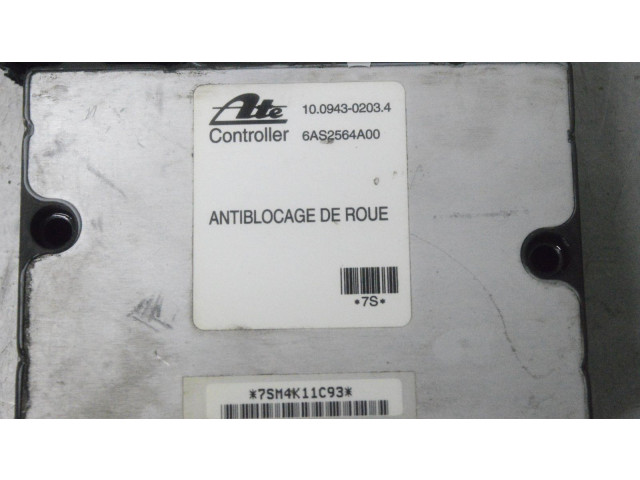 Ate 10.0943-0203.4
Controller 6AS2564A00
ANTIBLOCAGE DE ROUE
*7S*
*7SM4K11C93*